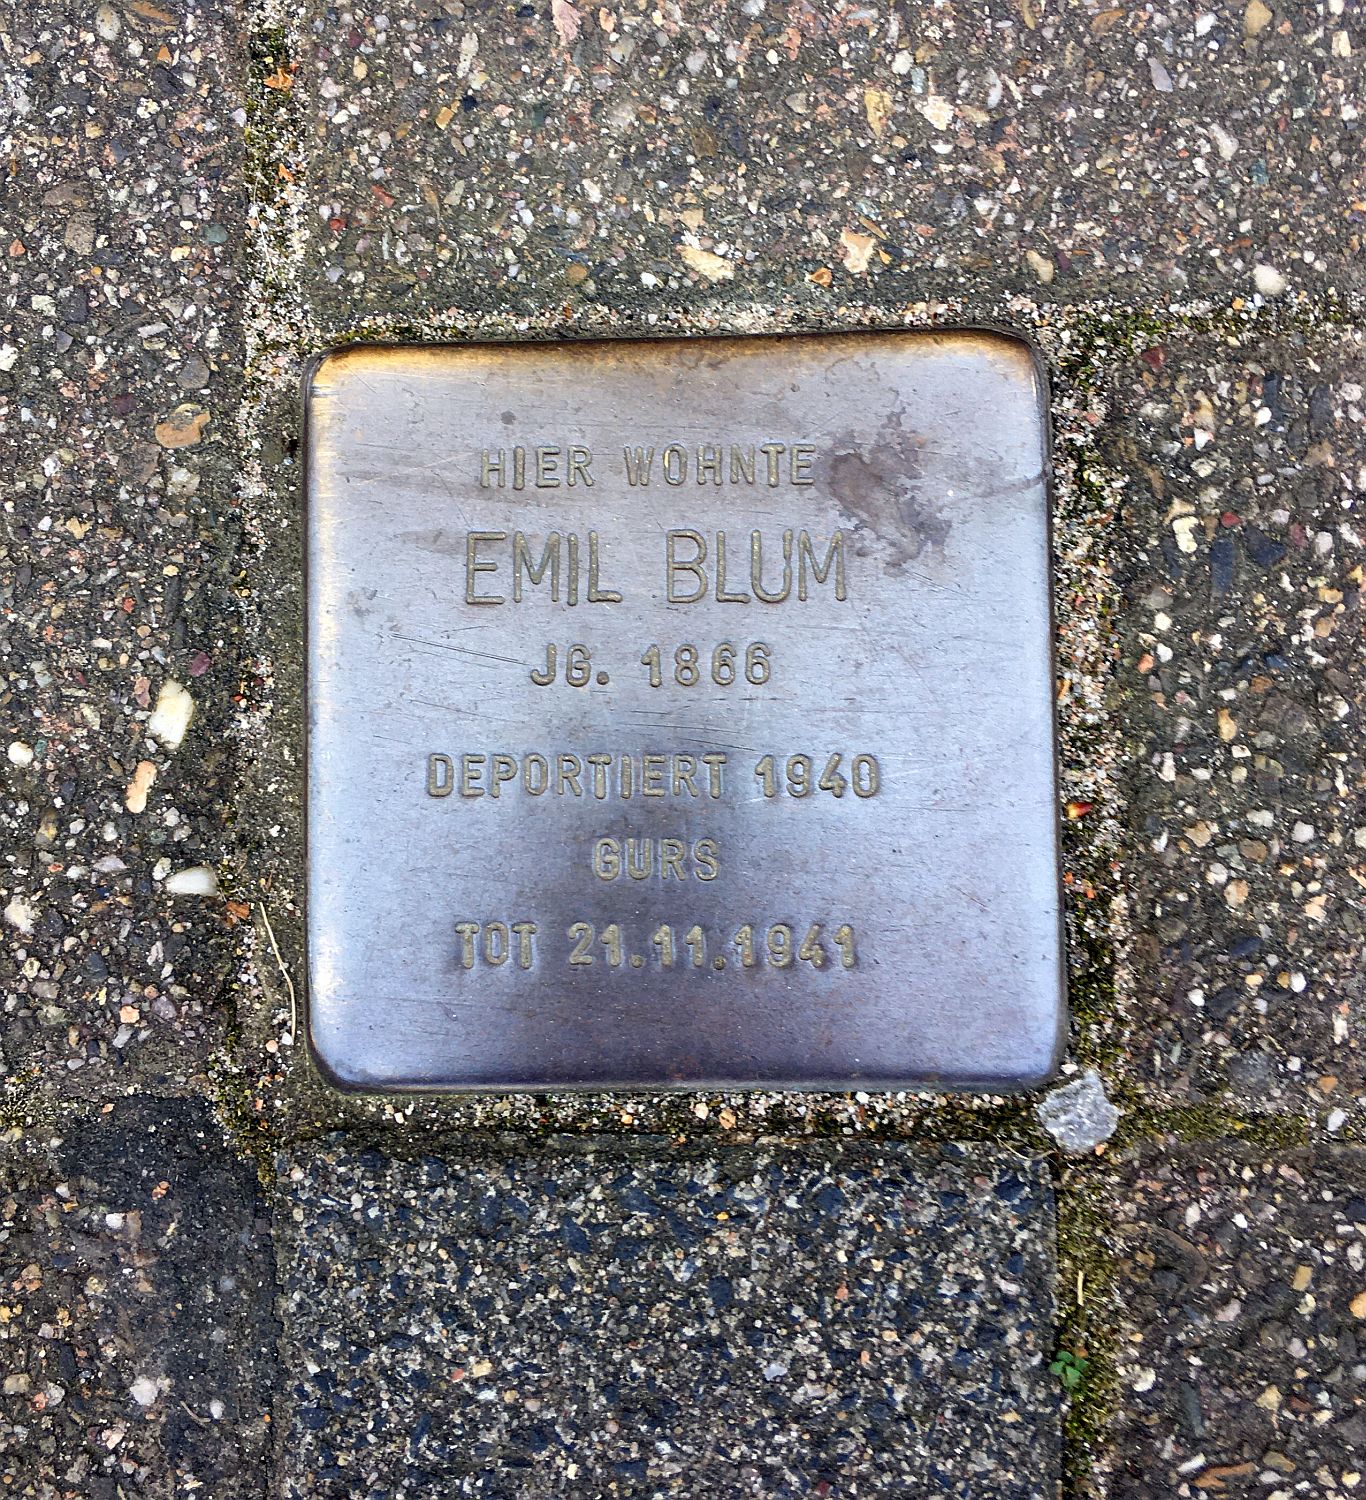 HIER WOHNTE
EMIL BLUM
JG. 1866
DEPORTIERT 1940
GURS
TOT 21.11.1941